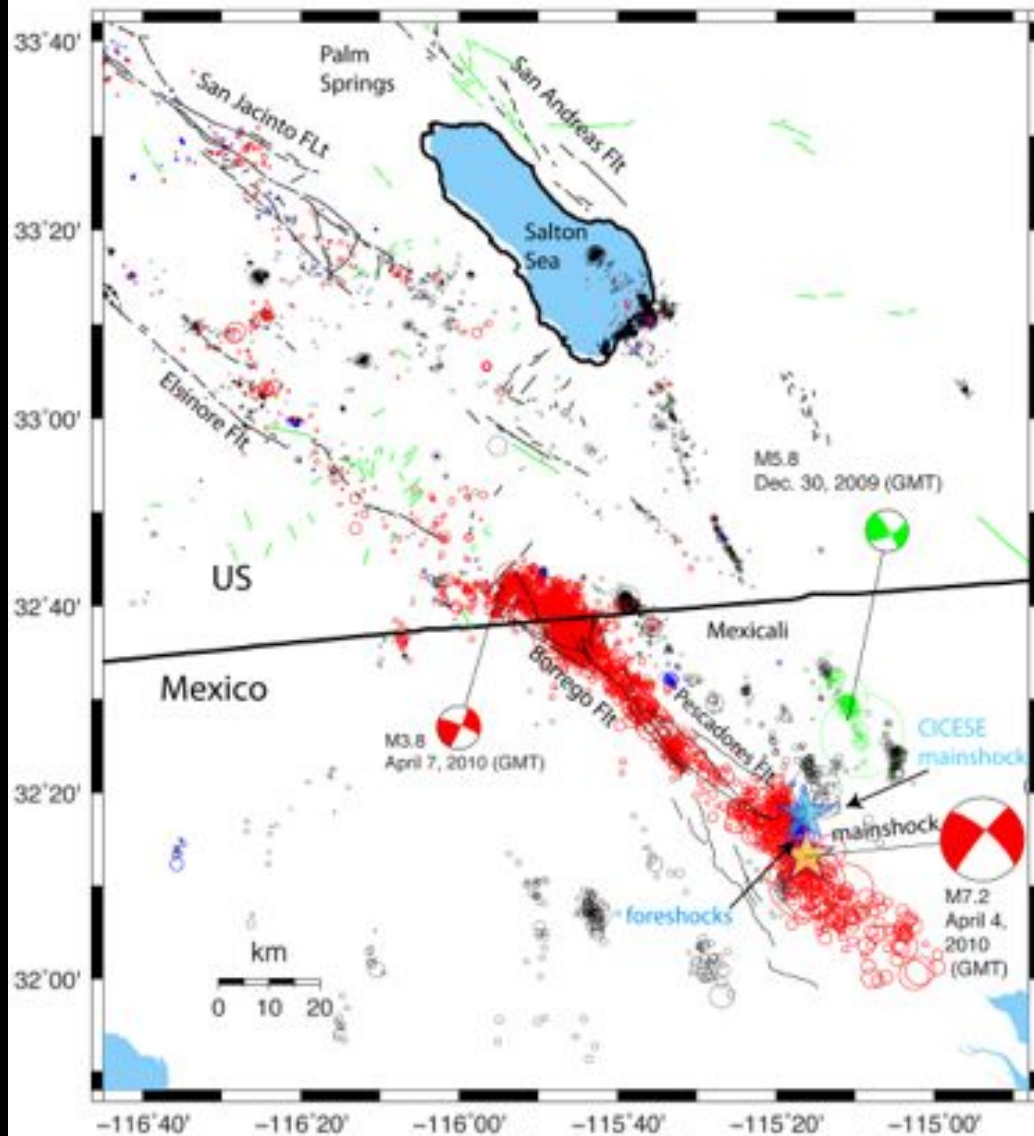 33°40'
33°20'
33°00'
32°40'
32°20'
32°00'
Palm
Springs
San Andreas Flt
San Jacinto FLt
Salton
Sea
Elsinore Flt
M5.8
Dec. 30, 2009 (GMT)
US
Mexicali
Mexico
Borrego Flt
Pescadores Flt
M3.8
April 7, 2010 (GMT)
CICESE
mainshock
mainshock
foreshocks
M7.2
April 4,
2010
(GMT)
km
0 10 20
−116°40' −116°20' −116°00' −115°40' −115°20' −115°00'